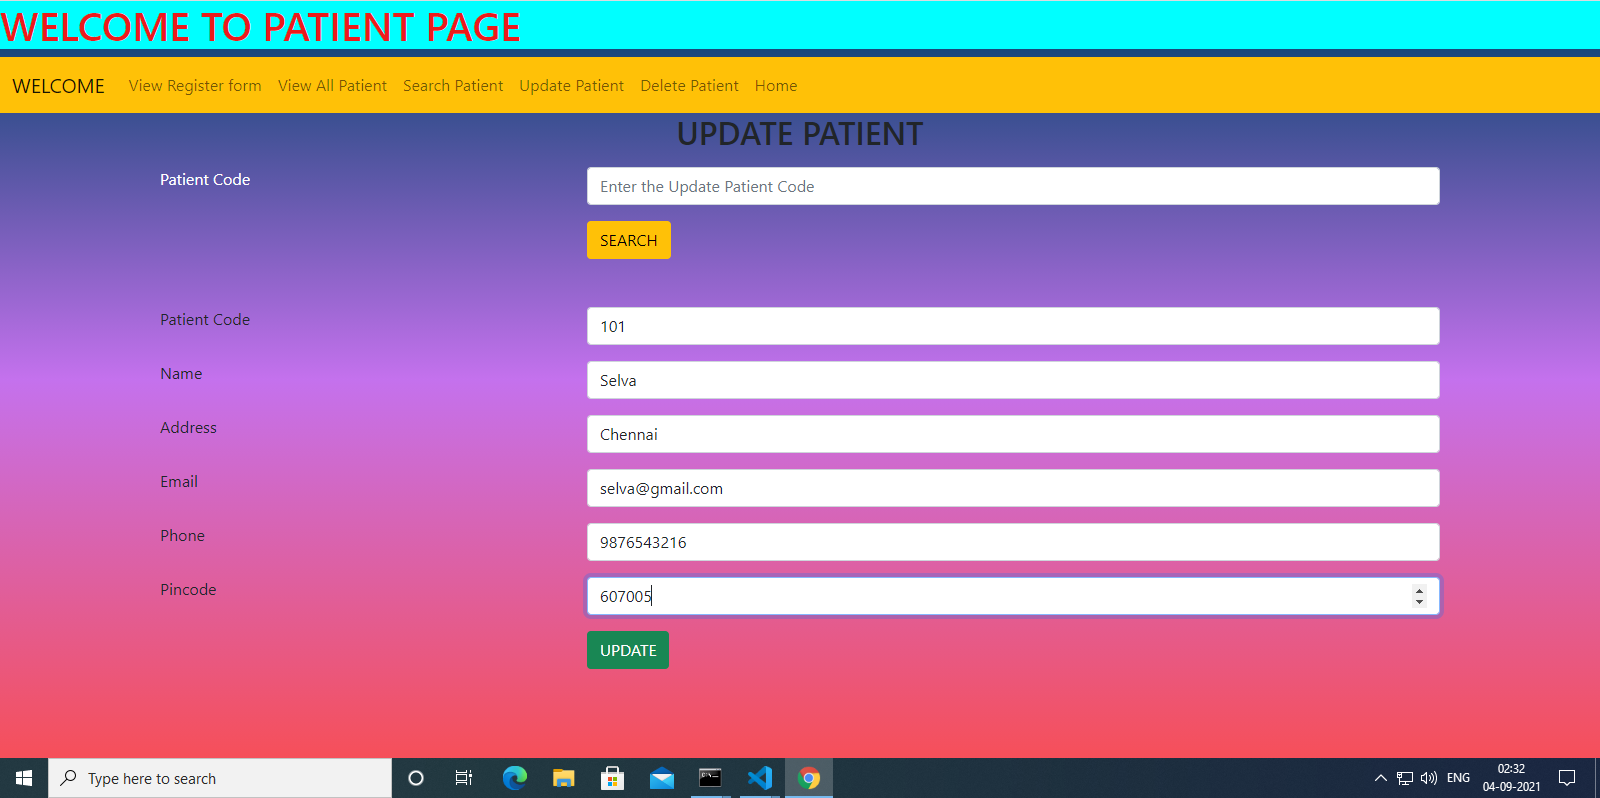 WELCOME TO PATIENT PAGE
WELCOME View Register form View All Patient Search Patient Update Patient Delete Patient Home
UPDATE PATIENT
Patient Code Enter the Update Patient Code
SEARCH
Patient Code 101
Name Selva
Address Chennai
Email selva@gmail.com
Phone 9876543216
Pincode 607005
UPDATE
Type here to search ENG 02:32
04-09-2021